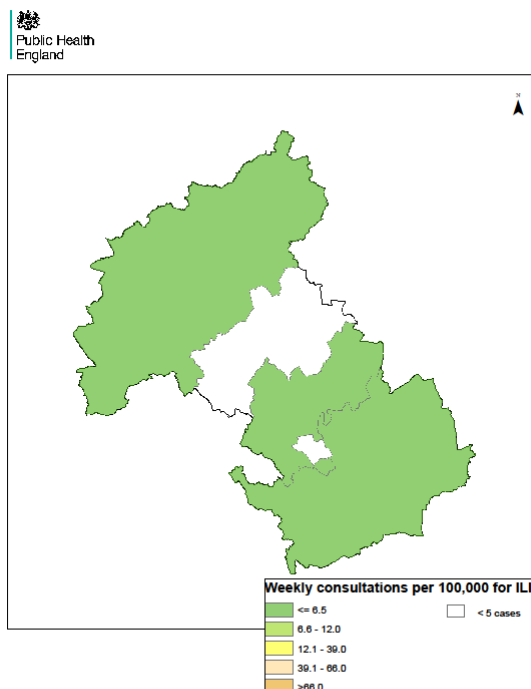 Public Health
England
N
Weekly consultations per 100,000 for ILI
<= 6.5
< 5 cases
6.6 - 12.0
12.1 - 39.0
39.1 - 66.0
>66.0